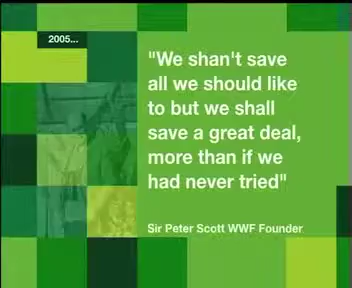 2005...
"We shan't save
all we should like
to but we shall
save a great deal,
more than if we
had never tried"
Sir Peter Scott WWF Founder